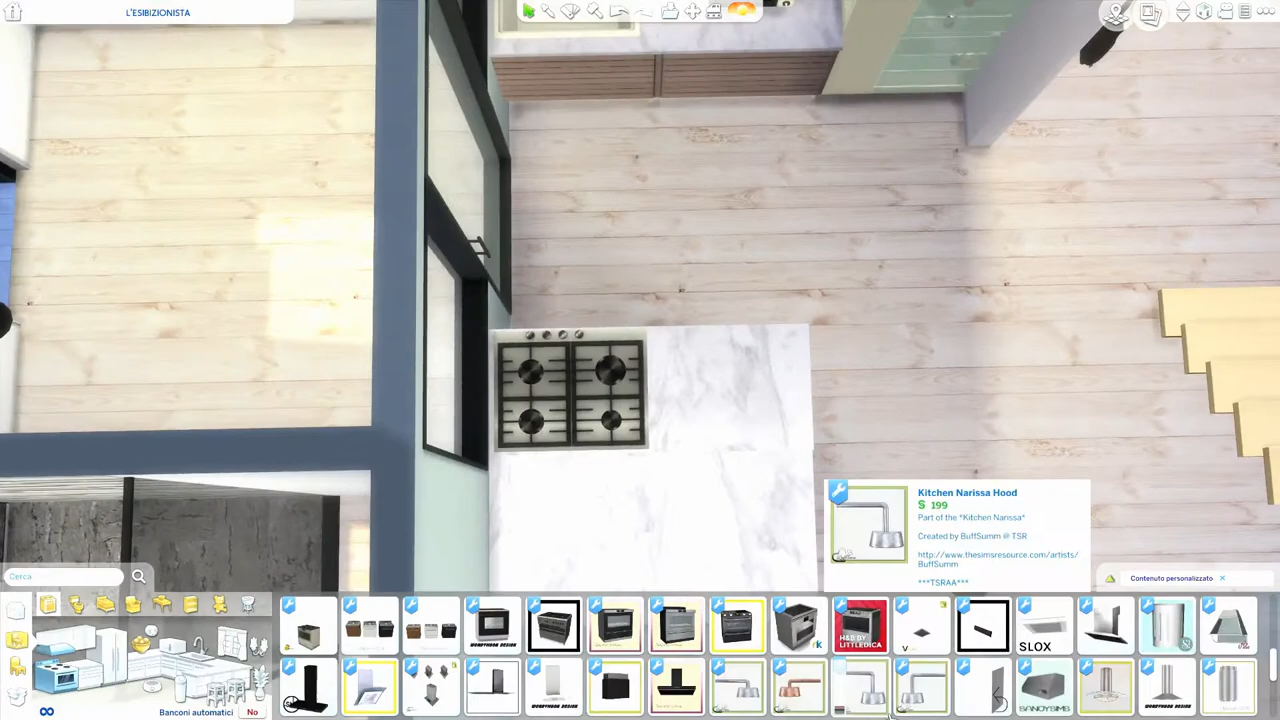 L'ESIBIZIONISTA
Kitchen Narissa Hood
$ 199
Part of the *Kitchen Narissa*
Created by BuffSumm @ TSR
http://www.thesimsresource.com/artists/
BuffSumm
***TSRAA***
Contenuto personalizzato
Cerca
H&B BY
LITTLEDICA
SLOX
Banconi automatici No